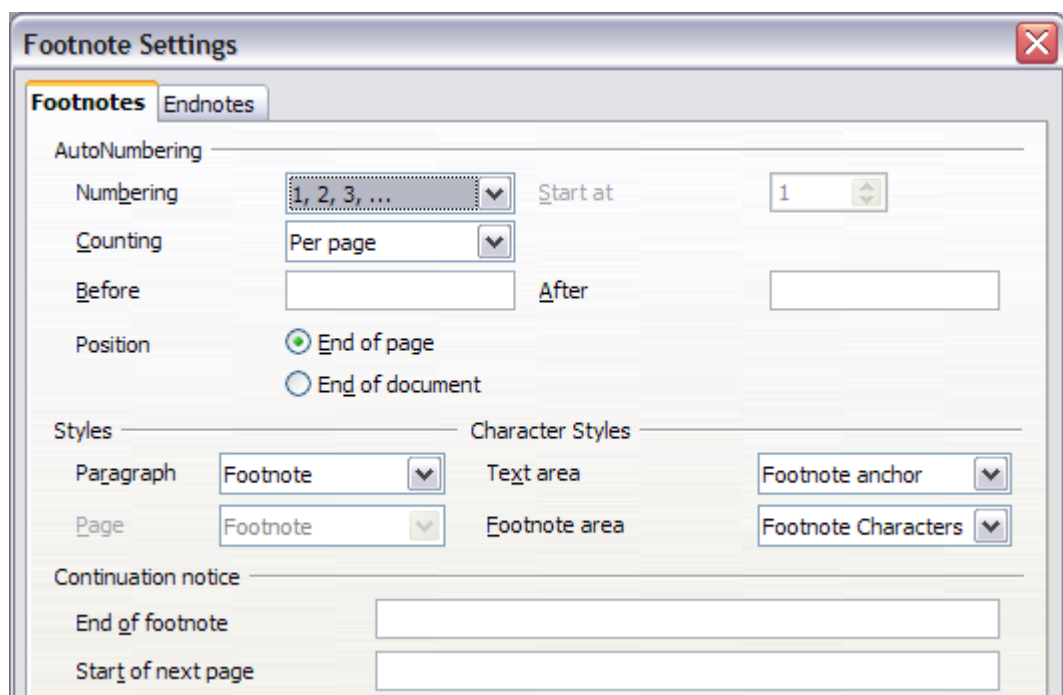 Footnote Settings
Footnotes Endnotes
AutoNumbering
Numbering 1, 2, 3, ... Start at 1
Counting Per page
Before After
Position End of page
End of document
Styles Character Styles
Paragraph Footnote Text area Footnote anchor
Page Footnote Footnote area Footnote Characters
Continuation notice
End of footnote
Start of next page